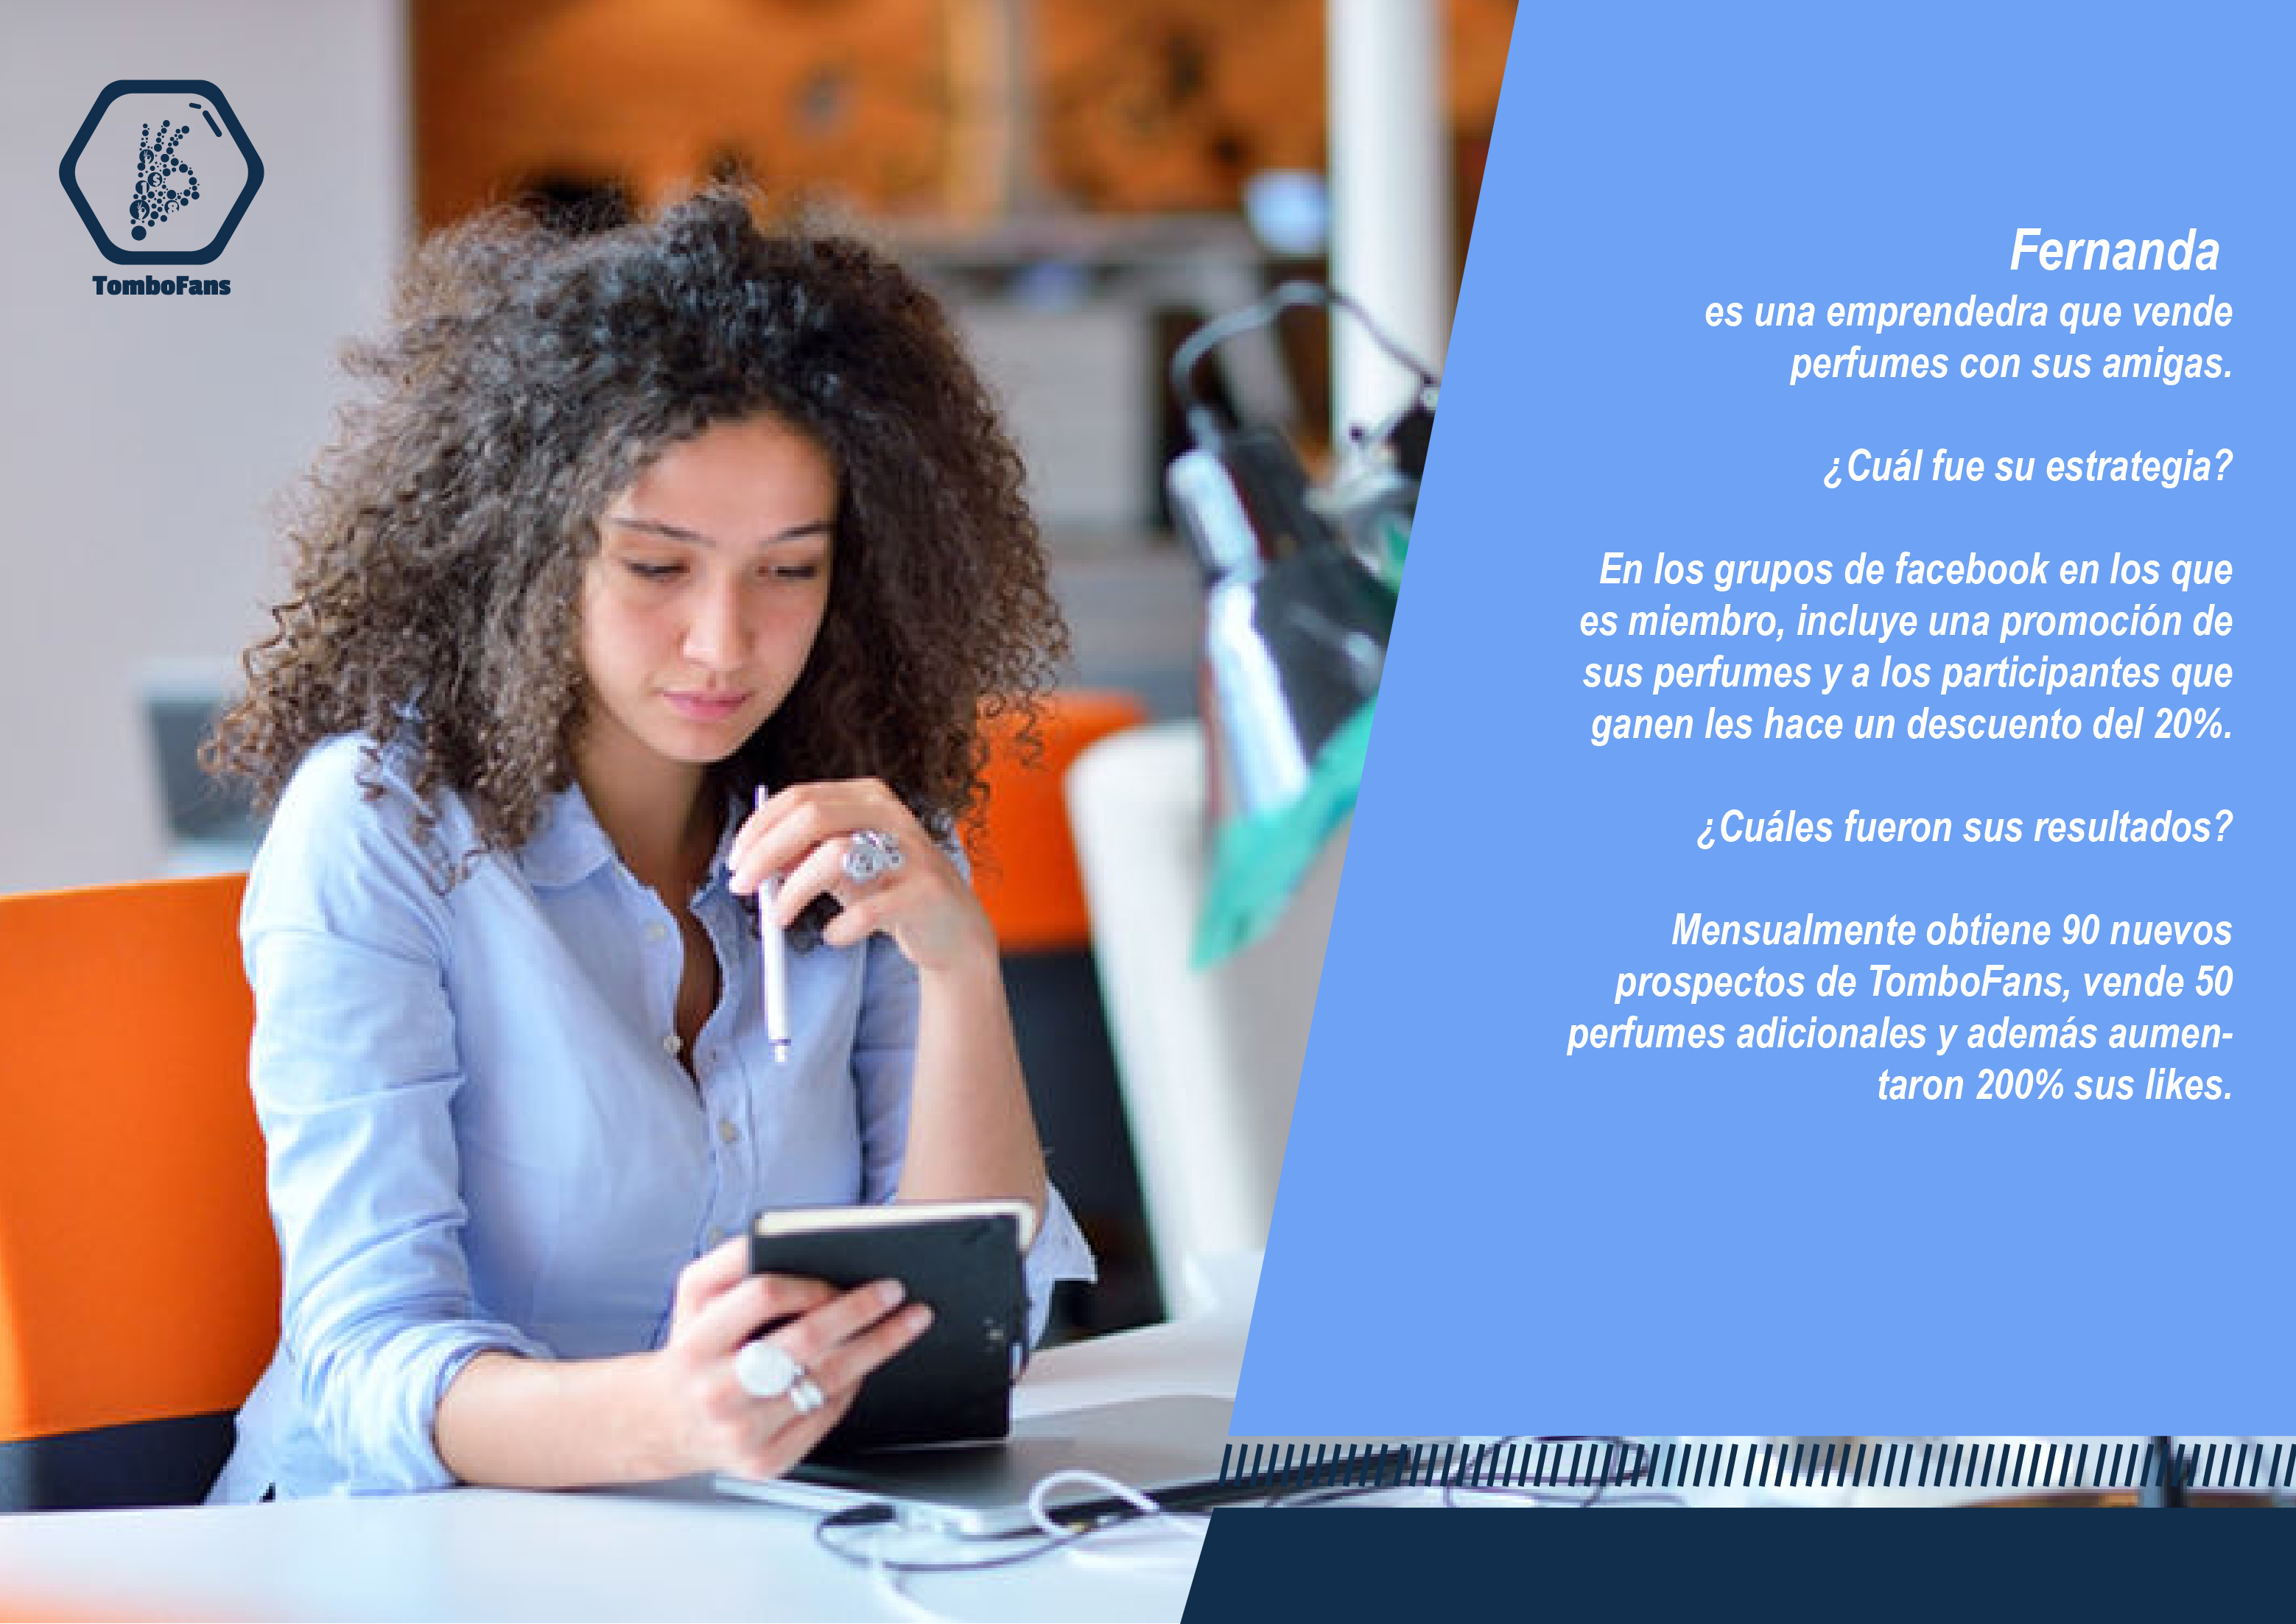 TomboFans
Fernanda
es una emprendedra que vende
perfumes con sus amigas.
¿Cuál fue su estrategia?
En los grupos de facebook en los que
es miembro, incluye una promoción de
sus perfumes y a los participantes que
ganen les hace un descuento del 20%.
¿Cuáles fueron sus resultados?
Mensualmente obtiene 90 nuevos
prospectos de TomboFans, vende 50
perfumes adicionales y además aumen-
taron 200% sus likes.